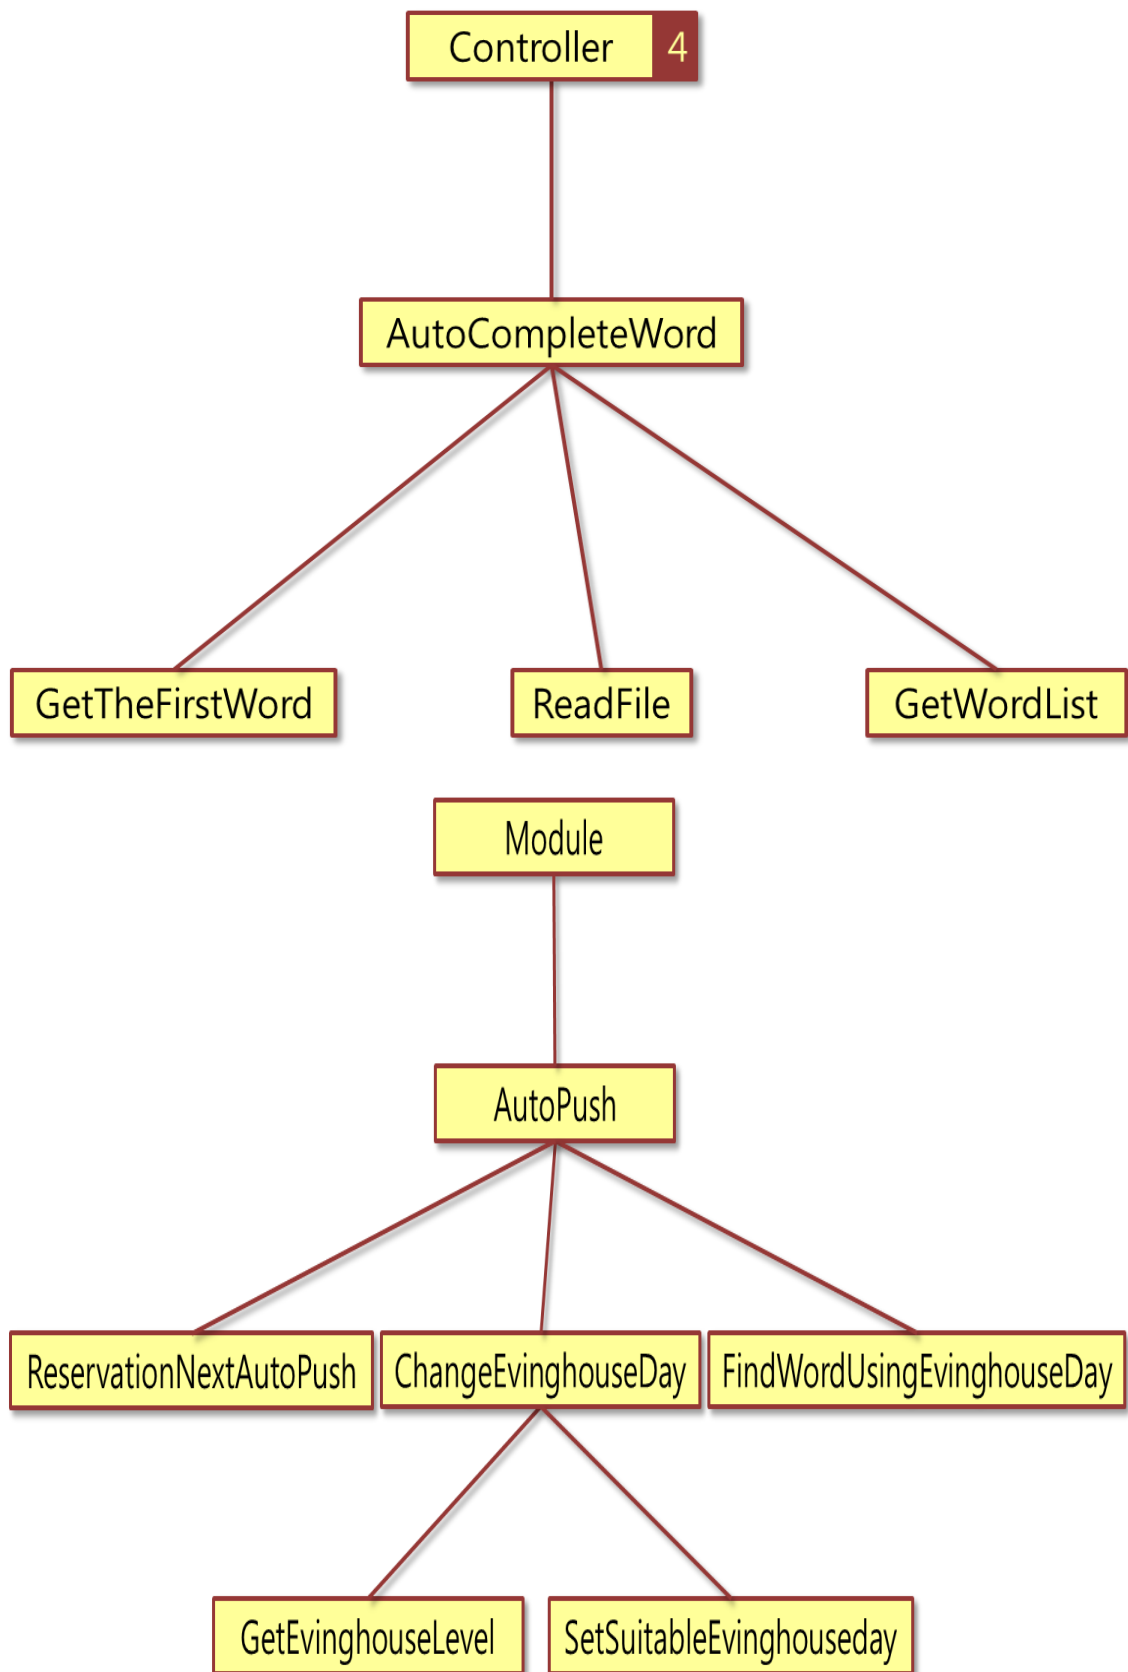 Controller 4
AutoCompleteWord
GetTheFirstWord ReadFile GetWordList
Module
AutoPush
ReservationNextAutoPush ChangeEvinghouseDay FindWordUsingEvinghouseDay
GetEvinghouseLevel SetSuitableEvinghouseday